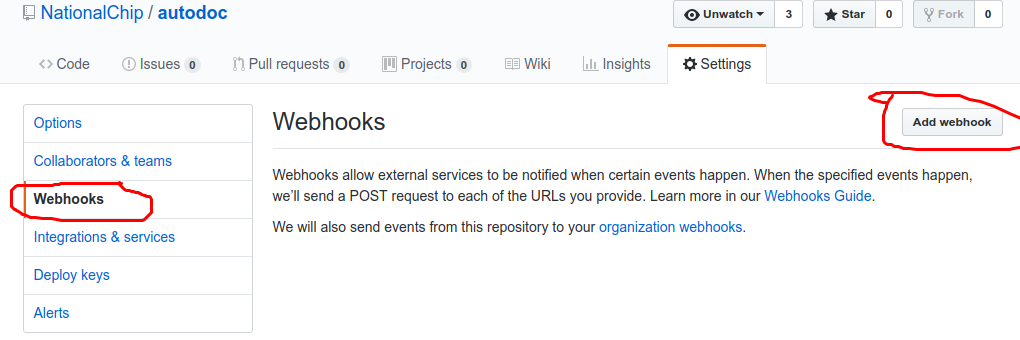 NationalChip / autodoc
Unwatch 3 Star 0 Fork 0
Code Issues 0 Pull requests 0 Projects 0 Wiki Insights Settings
Options
Collaborators & teams
Webhooks
Integrations & services
Deploy keys
Alerts
Webhooks
Add webhook
Webhooks allow external services to be notified when certain events happen. When the specified events happen,
we'll send a POST request to each of the URLs you provide. Learn more in our Webhooks Guide.
We will also send events from this repository to your organization webhooks.